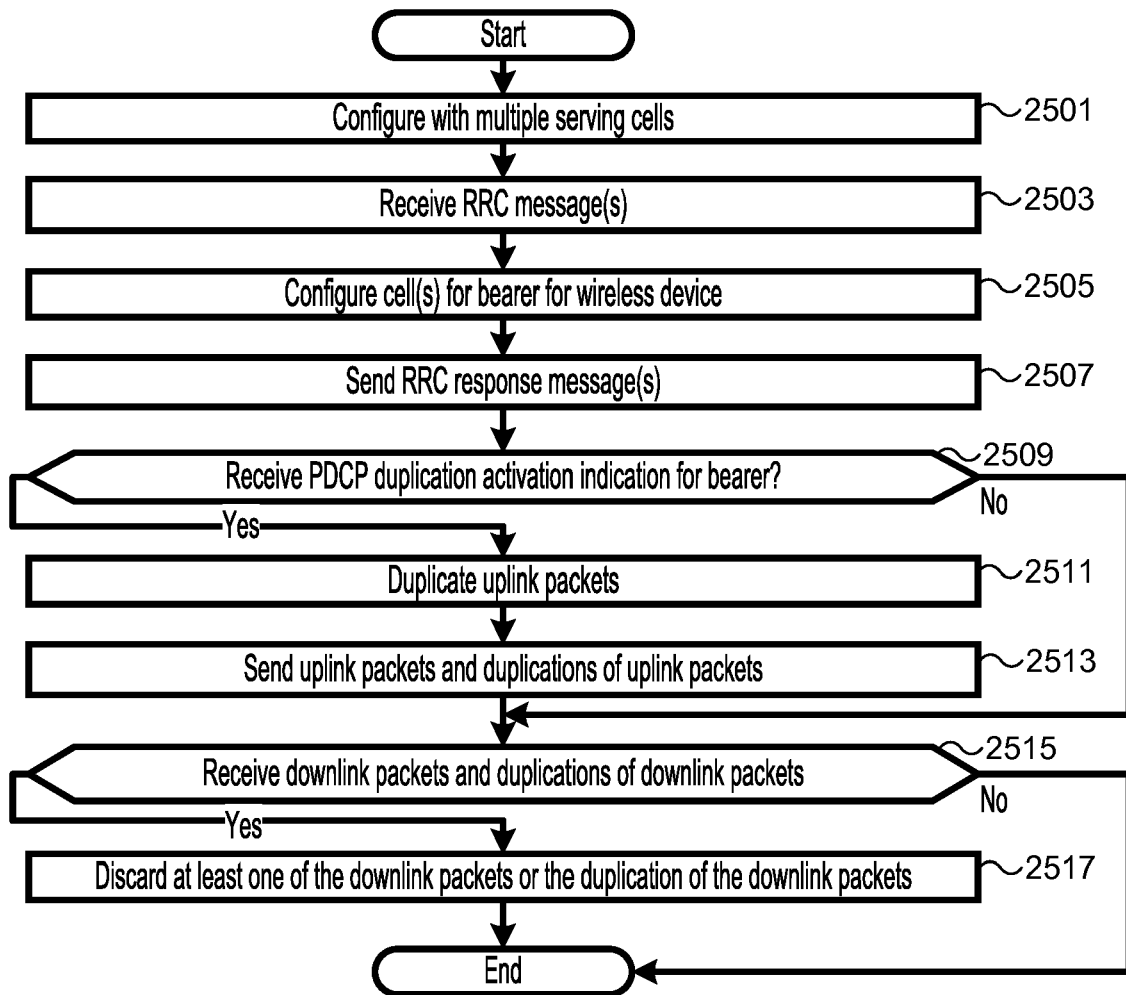 Start
Configure with multiple serving cells
2501
Receive RRC message(s)
2503
Configure cell(s) for bearer for wireless device
2505
Send RRC response message(s)
2507
Receive PDCP duplication activation indication for bearer?
2509
No
Yes
Duplicate uplink packets
2511
Send uplink packets and duplications of uplink packets
2513
Receive downlink packets and duplications of downlink packets
2515
No
Yes
Discard at least one of the downlink packets or the duplication of the downlink packets
2517
End